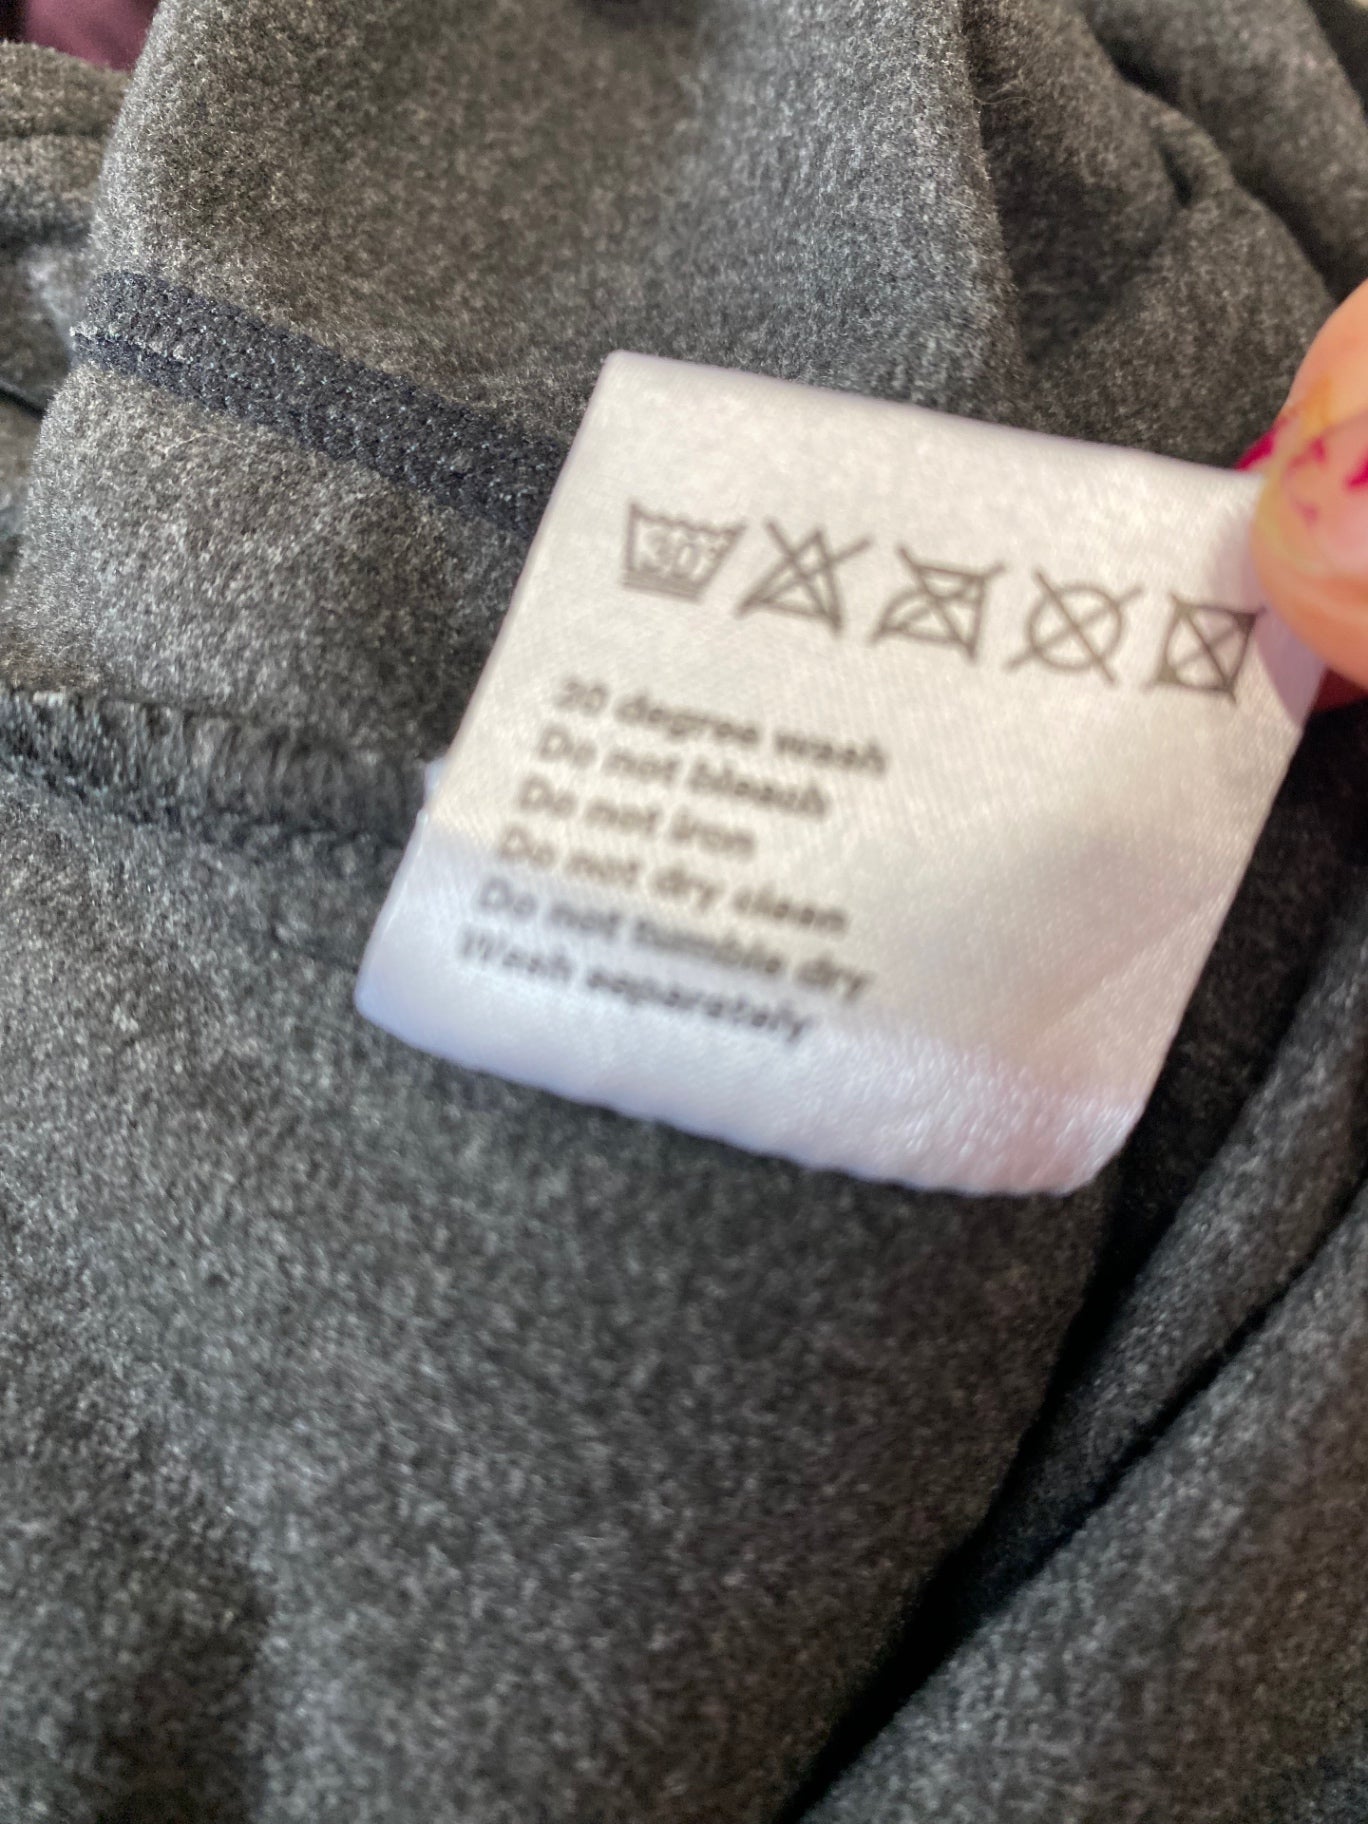 30°
30 degree wash
Do not bleach
Do not iron
Do not dry clean
Do not tumble dry
Wash separately